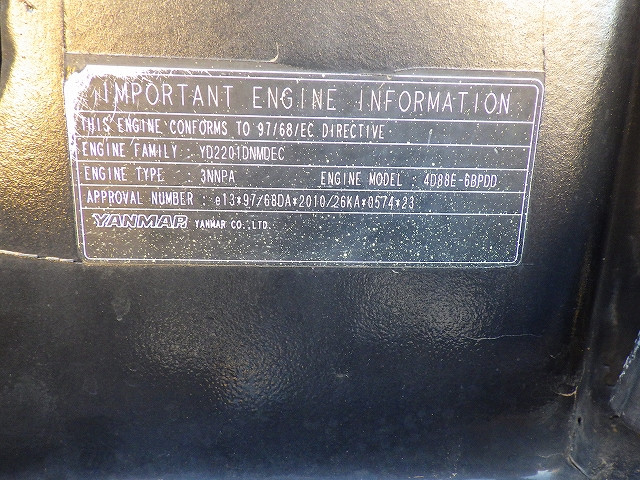 IMPORTANT ENGINE INFORMATION
THIS ENGINE CONFORMS TO 97/68/EC DIRECTIVE
ENGINE FAMILY : YD2201DNMDEC
ENGINE TYPE : 3NNPA ENGINE MODEL : 4D88E-6BPDD
APPROVAL NUMBER : e13*97/68DA*2010/26KA*0574*23
YANMAR YANMAR CO.,LTD.